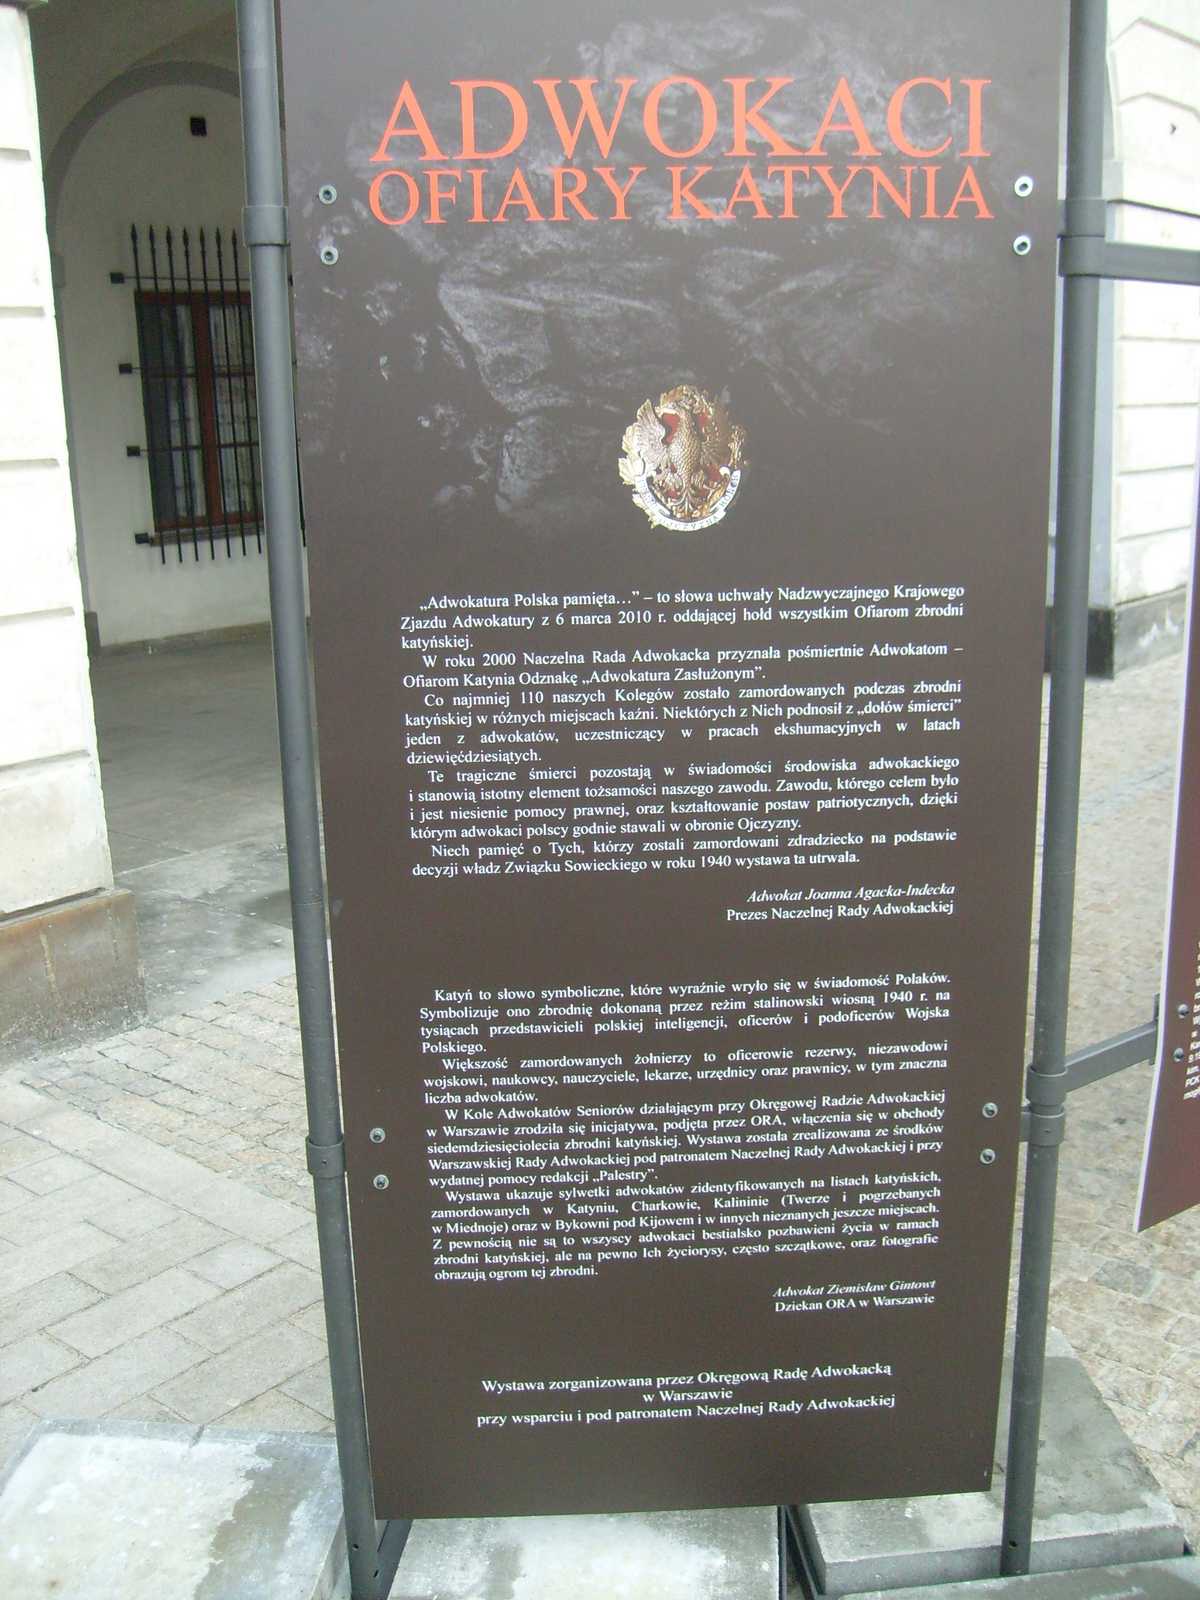 ADWOKACI
OFIARY KATYNIA
„Adwokatura Polska pamięta…” – to słowa uchwały Nadzwyczajnego Krajowego
Zjazdu Adwokatury z 6 marca 2010 r. oddającej hołd wszystkim Ofiarom zbrodni
katyńskiej.
W roku 2000 Naczelna Rada Adwokacka przyznała pośmiertnie Adwokatom –
Ofiarom Katynia Odznakę „Adwokatura Zasłużonym”.
Co najmniej 110 naszych Kolegów zostało zamordowanych podczas zbrodni
katyńskiej w różnych miejscach kaźni. Niektórych z Nich podnosił z „dołów śmierci”
jeden z adwokatów, uczestniczący w pracach ekshumacyjnych w latach
dziewięćdziesiątych.
Te tragiczne śmierci pozostają w świadomości środowiska adwokackiego
i stanowią istotny element tożsamości naszego zawodu. Zawodu, którego celem było
i jest niesienie pomocy prawnej, oraz kształtowanie postaw patriotycznych, dzięki
którym adwokaci polscy godnie stawali w obronie Ojczyzny.
Niech pamięć o Tych, którzy zostali zamordowani zdradziecko na podstawie
decyzji władz Związku Sowieckiego w roku 1940 wystawa ta utrwala.
Adwokat Joanna Agacka-Indecka
Prezes Naczelnej Rady Adwokackiej
Katyń to słowo symboliczne, które wyraźnie wryło się w świadomość Polaków.
Symbolizuje ono zbrodnię dokonaną przez reżim stalinowski wiosną 1940 r. na
tysiącach przedstawicieli polskiej inteligencji, oficerów i podoficerów Wojska
Polskiego.
Większość zamordowanych żołnierzy to oficerowie rezerwy, niezawodowi
wojskowi, naukowcy, nauczyciele, lekarze, urzędnicy oraz prawnicy, w tym znaczna
liczba adwokatów.
W Kole Adwokatów Seniorów działającym przy Okręgowej Radzie Adwokackiej
w Warszawie zrodziła się inicjatywa, podjęta przez ORA, włączenia się w obchody
siedemdziesięciolecia zbrodni katyńskiej. Wystawa została zrealizowana ze środków
Warszawskiej Rady Adwokackiej pod patronatem Naczelnej Rady Adwokackiej i przy
wydatnej pomocy redakcji „Palestry”.
Wystawa ukazuje sylwetki adwokatów zidentyfikowanych na listach katyńskich,
zamordowanych w Katyniu, Charkowie, Kalininie (Twerze i pogrzebanych
w Miednoje) oraz w Bykowni pod Kijowem i w innych nieznanych jeszcze miejscach.
Z pewnością nie są to wszyscy adwokaci bestialsko pozbawieni życia w ramach
zbrodni katyńskiej, ale na pewno Ich życiorysy, często szczątkowe, oraz fotografie
obrazują ogrom tej zbrodni.
Adwokat Ziemisław Gintowt
Dziekan ORA w Warszawie
Wystawa zorganizowana przez Okręgową Radę Adwokacką
w Warszawie
przy wsparciu i pod patronatem Naczelnej Rady Adwokackiej